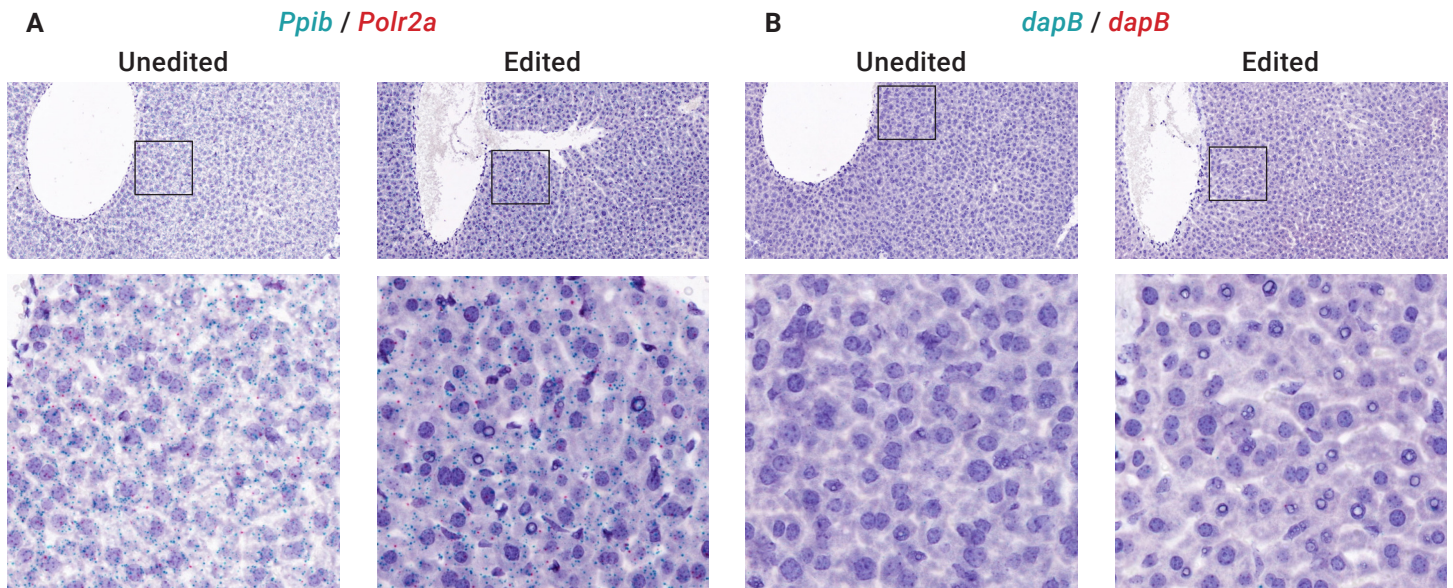 A
Ppib / Polr2a
B
dapB / dapB
Unedited
Edited
Unedited
Edited